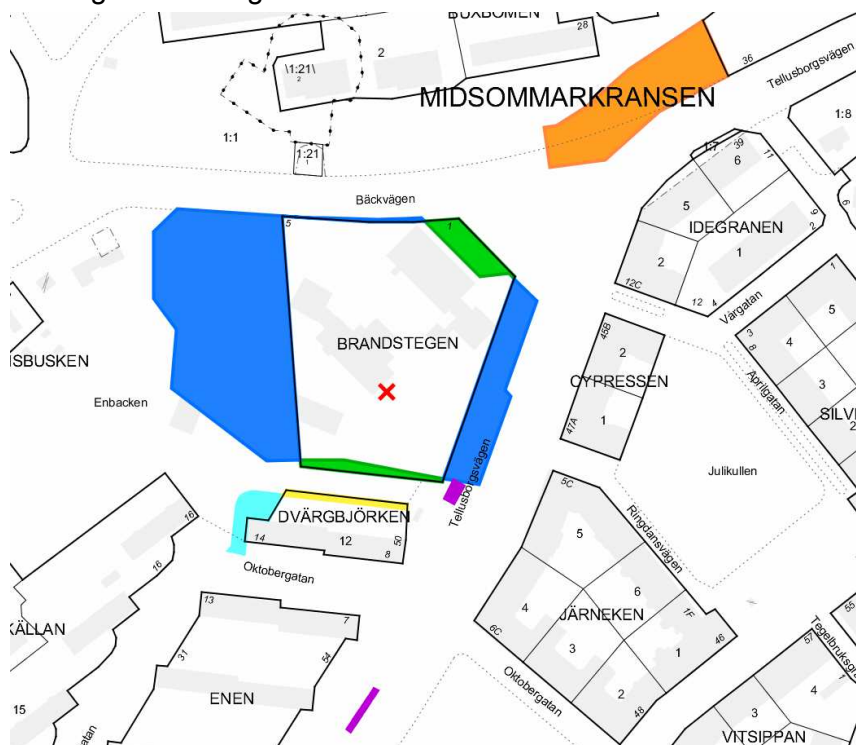 BUXBOMEN
28
\1:21\
2
2
36
Tellusborgsvägen
MIDSOMMARKRANSEN
1:8
1:1
1:21
1:7
39
11
6
5
6
Bäckvägen
5
1
IDEGRANEN
9
2
2
1
12C
12
4
Vårgatan
1
5
BRANDSTEGEN
45B
2
3
8
4
ISBUSKEN
CYPRESSEN
Aprilgatan
3
Enbacken
47A
1
SILV
2
Julikullen
Tellusborgsvägen
5C
16
DVÄRGBJÖRKEN
5
Ringdansvägen
14
12
50
8
16
Oktobergatan
6
13
7
4
JÄRNEKEN
1F
55
KÄLLAN
6C
3
1
46
57
31
54
Oktobergatan
2
4
15
ENEN
48
3
VITSIPPAN